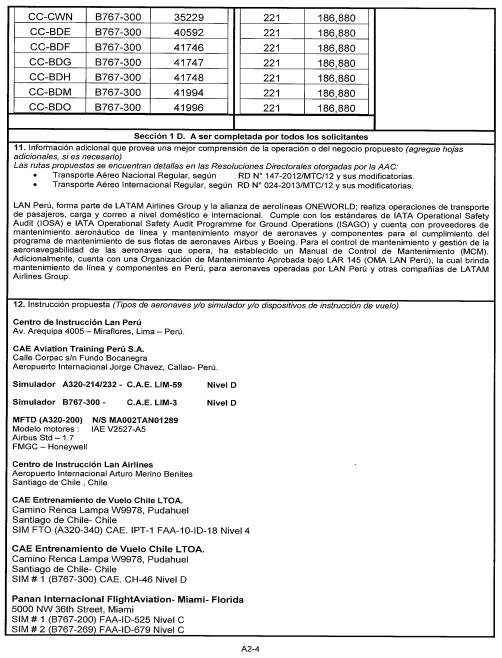 CC-CWN B767-300 35229 221 186,880
CC-BDE B767-300 40592 221 186,880
CC-BDF B767-300 41746 221 186,880
CC-BDG B767-300 41747 221 186,880
CC-BDH B767-300 41748 221 186,880
CC-BDM B767-300 41994 221 186,880
CC-BDO B767-300 41996 221 186,880
Sección 1 D. A ser completada por todos los solicitantes
11. Información adicional que provea una mejor comprensión de la operación o del negocio propuesto (agregue hojas
adicionales, si es necesario)
Las rutas propuestas se encuentran detallas en las Resoluciones Directorales otorgadas por la AAC:
• Transporte Aéreo Nacional Regular, según RD N° 147-2012/MTC/12 y sus modificatorias.
• Transporte Aéreo Internacional Regular, según RD N° 024-2013/MTC/12 y sus modificatorias.
LAN Perú, forma parte de LATAM Airlines Group y la alianza de aerolíneas ONEWORLD; realiza operaciones de transporte
de pasajeros, carga y correo a nivel doméstico e internacional. Cumple con los estándares de IATA Operational Safety
Audit (IOSA) e IATA Operational Safety Audit Programme for Ground Operations (ISAGO) y cuenta con proveedores de
mantenimiento aeronáutico de línea y mantenimiento mayor de aeronaves y componentes para el cumplimiento del
programa de mantenimiento de sus flotas de aeronaves Airbus y Boeing. Para el control de mantenimiento y gestión de la
aeronavegabilidad de las aeronaves que opera, ha establecido un Manual de Control de Mantenimiento (MCM).
Adicionalmente, cuenta con una Organización de Mantenimiento Aprobada bajo LAR 145 (OMA LAN Perú), la cual brinda
mantenimiento de línea y componentes en Perú, para aeronaves operadas por LAN Perú y otras compañías de LATAM
Airlines Group.
12. Instrucción propuesta (Tipos de aeronaves y/o simulador y/o dispositivos de instrucción de vuelo)
Centro de Instrucción Lan Perú
Av. Arequipa 4005 – Miraflores, Lima – Perú.
CAE Aviation Training Perú S.A.
Calle Corpac s/n Fundo Bocanegra
Aeropuerto Internacional Jorge Chavez, Callao- Perú.
Simulador A320-214/232 - C.A.E. LIM-59 Nivel D
Simulador B767-300 - C.A.E. LIM-3 Nivel D
MFTD (A320-200) N/S MA002TAN01289
Modelo motores : IAE V2527-A5
Airbus Std – 1.7
FMGC – Honeywell
Centro de Instrucción Lan Airlines
Aeropuerto Internacional Arturo Merino Benites
Santiago de Chile , Chile
CAE Entrenamiento de Vuelo Chile LTOA.
Camino Renca Lampa W9978, Pudahuel
Santiago de Chile- Chile
SIM FTO (A320-340) CAE. IPT-1 FAA-10-ID-18 Nivel 4
CAE Entrenamiento de Vuelo Chile LTOA.
Camino Renca Lampa W9978, Pudahuel
Santiago de Chile- Chile
SIM # 1 (B767-300) CAE. CH-46 Nivel D
Panan Internacional FlightAviation- Miami- Florida
5000 NW 36th Street, Miami
SIM # 1 (B767-200) FAA-ID-525 Nivel C
SIM # 2 (B767-269) FAA-ID-679 Nivel C
A2-4